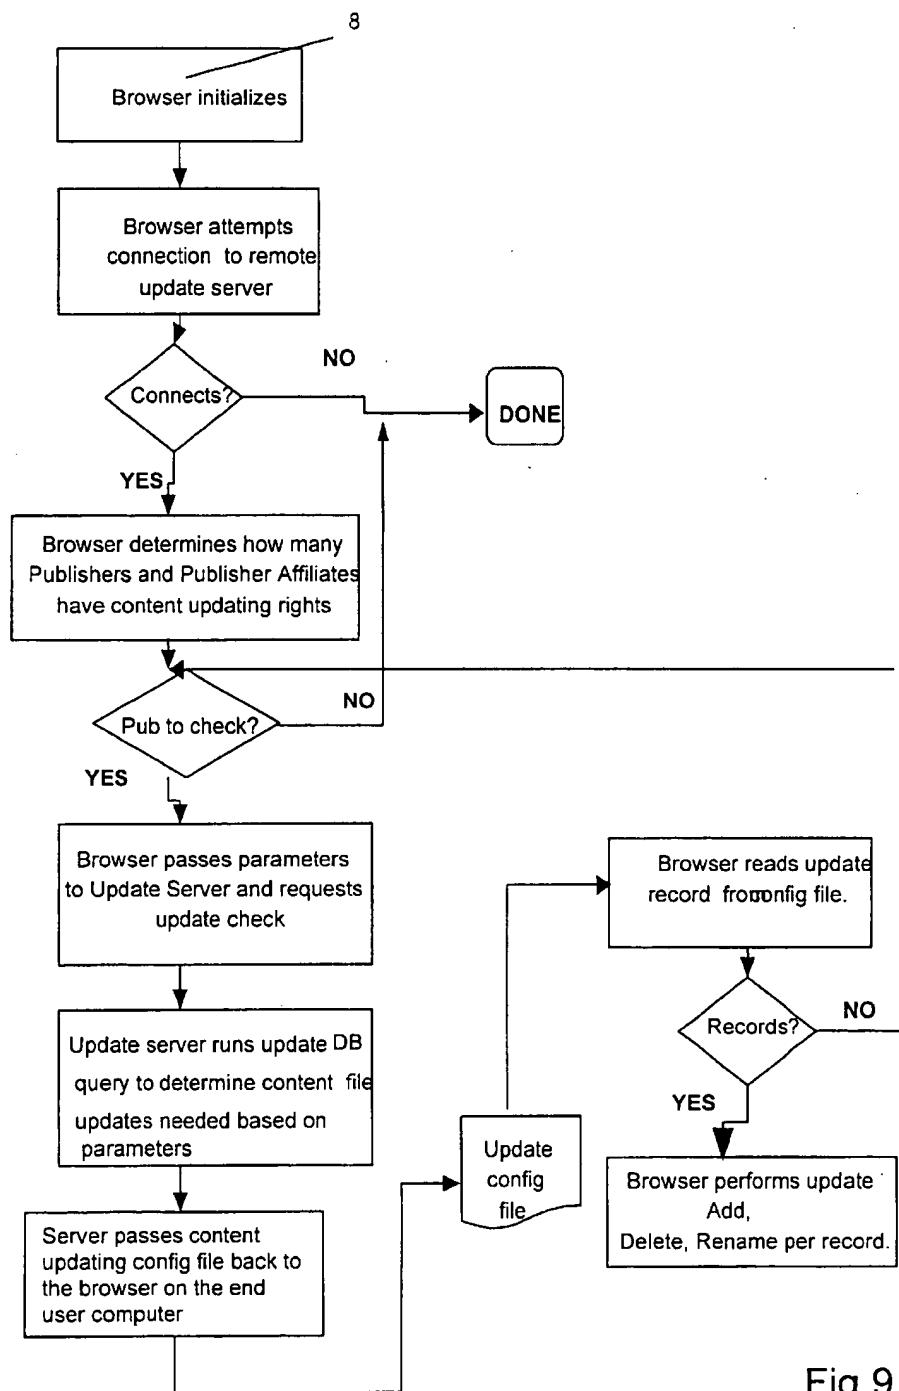 8
Browser initializes
Browser attempts
connection to remote
update server
Connects?
NO
DONE
YES
Browser determines how many
Publishers and Publisher Affiliates
have content updating rights
Pub to check?
NO
YES
Browser passes parameters
to Update Server and requests
update check
Update server runs update DB
query to determine content file
updates needed based on
parameters
Server passes content
updating config file back to
the browser on the end
user computer
Update
config
file
Browser reads update
record from config file.
Records?
NO
YES
Browser performs update
Add,
Delete, Rename per record.
Fig 9